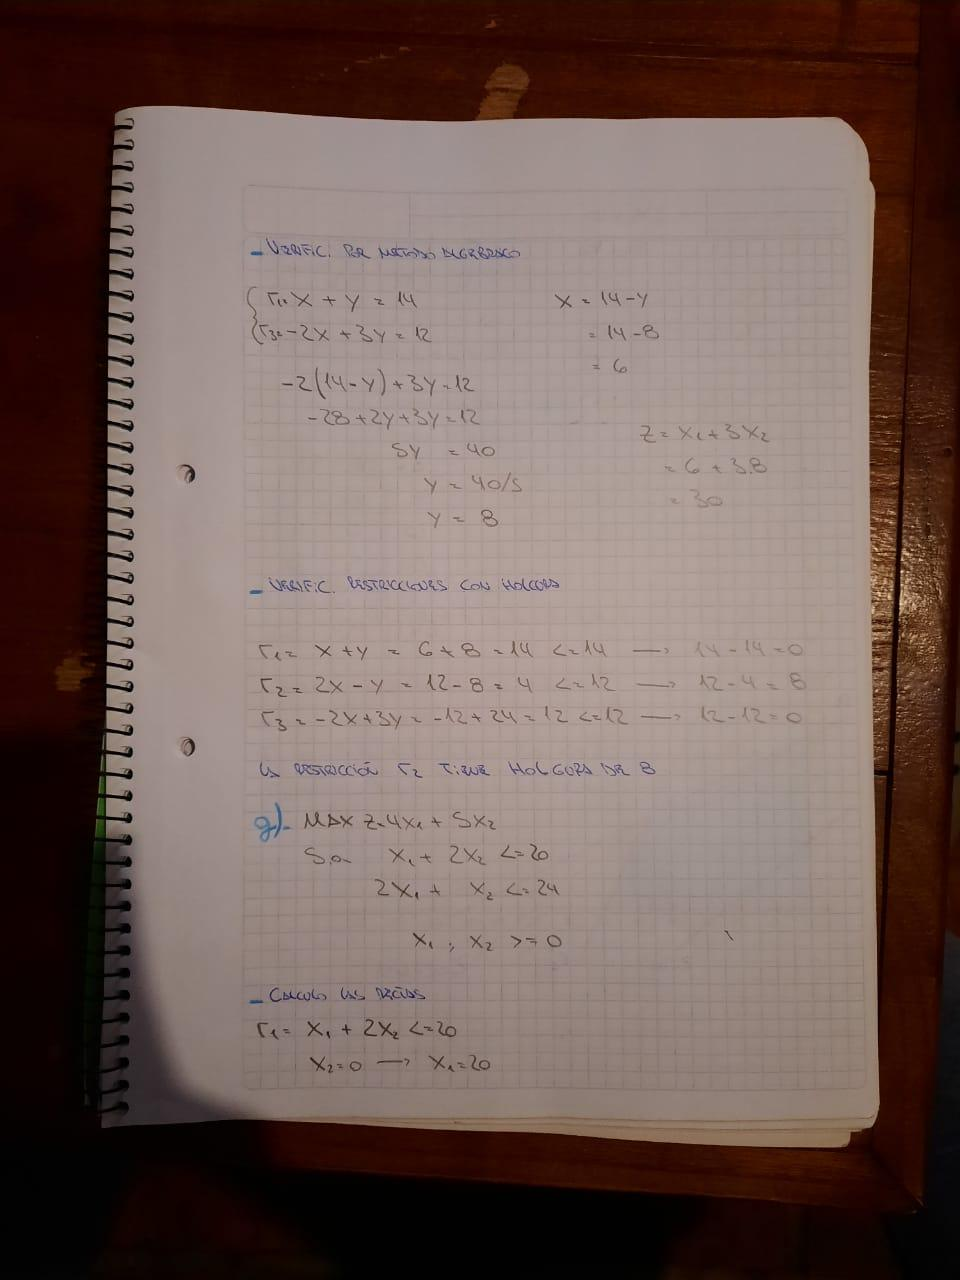 - VERIFIC. POR METODO ALGEBRAICO
r1= X + Y = 14
r3= -2X + 3Y = 12
-2(14-Y)+3Y=12
-28+2Y+3Y=12
5Y = 40
Y = 40/5
Y = 8
X = 14-Y
= 14-8
= 6
Z = X1+3X2
= 6 + 3.8
= 30
- VERIFIC. RESTRICCIONES CON HOLGURA
r1= X+Y = 6+8 = 14 <=14 → 14-14=0
r2= 2X-Y = 12-8 = 4 <=12 → 12-4=8
r3= -2X+3Y = -12+24 = 12 <=12 → 12-12=0
LA RESTRICCIÓN r2 TIENE HOLGURA DE 8
g)- MAX Z=4X1 + 5X2
S.a X1 + 2X2 <=20
2X1 + X2 <=24
X1, X2 >=0
- CALCULO LAS RECTAS
r1= X1 + 2X2 <=20
X2=0 → X1=20